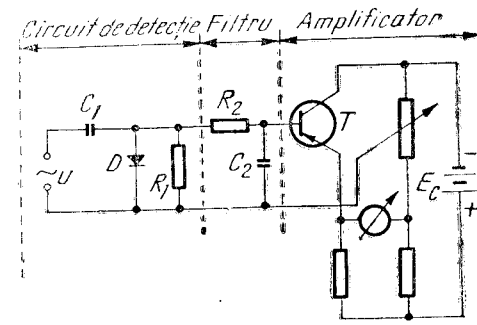 Circuit de detecție Filtru Amplificator
C1
R2
T
D
R1
C2
~u
EC
−
+